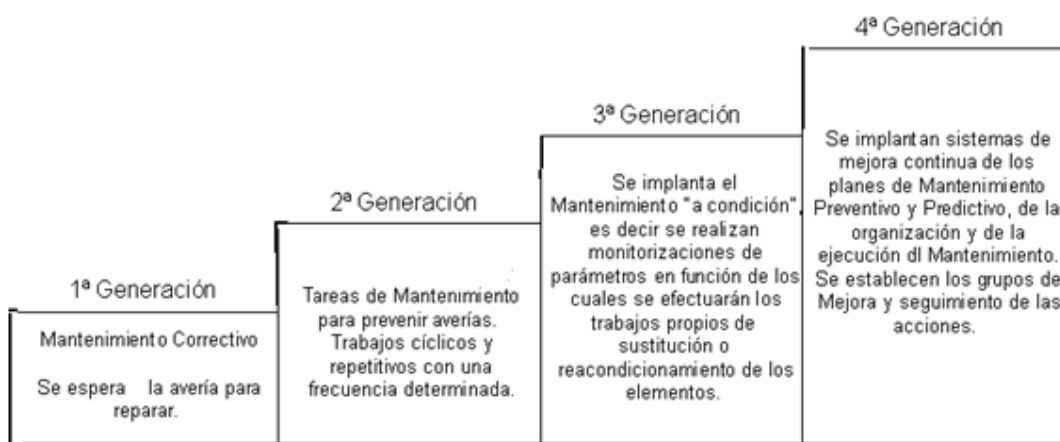 1ª Generación
Mantenimiento Correctivo
Se espera la avería para
reparar.
2ª Generación
Tareas de Mantenimiento
para prevenir averías.
Trabajos cíclicos y
repetitivos con una
frecuencia determinada.
3ª Generación
Se implanta el
Mantenimiento "a condición",
es decir se realizan
monitorizaciones de
parámetros en función de los
cuales se efectuarán los
trabajos propios de
sustitución o
reacondicionamiento de los
elementos.
4ª Generación
Se implantan sistemas de
mejora continua de los
planes de Mantenimiento
Preventivo y Predictivo, de la
organización y de la
ejecución dl Mantenimiento.
Se establecen los grupos de
Mejora y seguimiento de las
acciones.